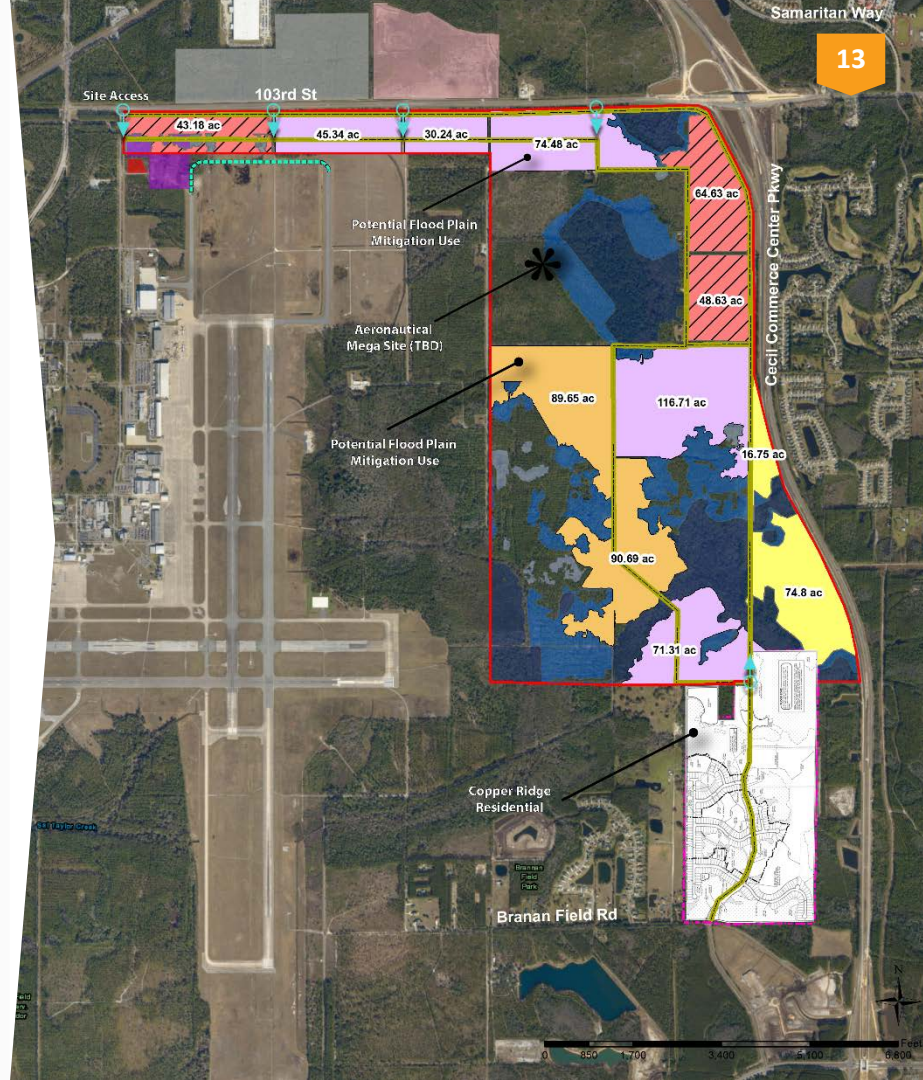 Samaritan Way
13
Site Access
103rd St
43.18 ac
45.34 ac
30.24 ac
74.48 ac
64.63 ac
Potential Flood Plain
Mitigation Use
Cecil Commerce Center Pkwy
48.63 ac
Aeronautical
Mega Site (TBD)
89.65 ac
116.71 ac
Potential Flood Plain
Mitigation Use
16.75 ac
90.69 ac
74.8 ac
71.31 ac
Copper Ridge
Residential
Taylor Creek
Brannan
Field
Park
Branan Field Rd
N
Feet
0 850 1,700 3,400 5,100 6,800